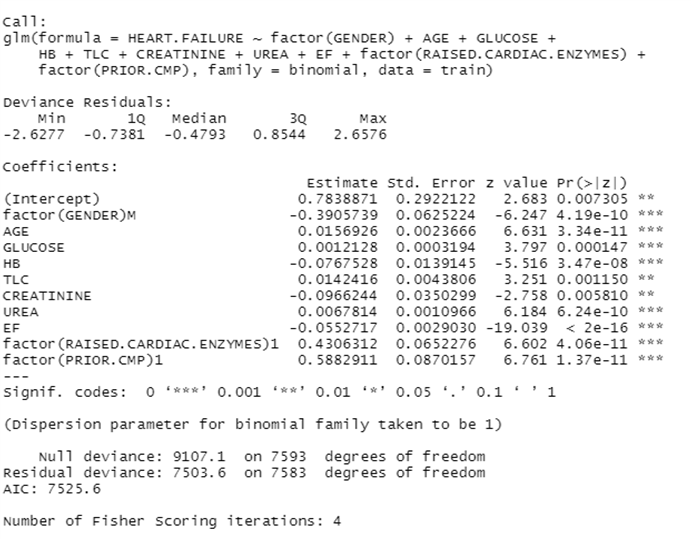 Call:
glm(formula = HEART.FAILURE ~ factor(GENDER) + AGE + GLUCOSE +
    HB + TLC + CREATININE + UREA + EF + factor(RAISED.CARDIAC.ENZYMES) +
    factor(PRIOR.CMP), family = binomial, data = train)
Deviance Residuals:
    Min      1Q  Median      3Q     Max
-2.6277 -0.7381 -0.4793  0.8544  2.6576
Coefficients:
                                 Estimate Std. Error z value Pr(>|z|)
(Intercept)                     0.7838871  0.2922122   2.683 0.007305 **
factor(GENDER)M                -0.3905739  0.0625224  -6.247 4.19e-10 ***
AGE                             0.0156926  0.0023666   6.631 3.34e-11 ***
GLUCOSE                         0.0012128  0.0003194   3.797 0.000147 ***
HB                             -0.0767528  0.0139145  -5.516 3.47e-08 ***
TLC                             0.0142416  0.0043806   3.251 0.001150 **
CREATININE                     -0.0966244  0.0350299  -2.758 0.005810 **
UREA                            0.0067814  0.0010966   6.184 6.24e-10 ***
EF                             -0.0552717  0.0029030 -19.039  < 2e-16 ***
factor(RAISED.CARDIAC.ENZYMES)1 0.4306312  0.0652276   6.602 4.06e-11 ***
factor(PRIOR.CMP)1              0.5882911  0.0870157   6.761 1.37e-11 ***
---
Signif. codes:  0 ‘***’ 0.001 ‘**’ 0.01 ‘*’ 0.05 ‘.’ 0.1 ‘ ’ 1
(Dispersion parameter for binomial family taken to be 1)
    Null deviance: 9107.1  on 7593  degrees of freedom
Residual deviance: 7503.6  on 7583  degrees of freedom
AIC: 7525.6
Number of Fisher Scoring iterations: 4